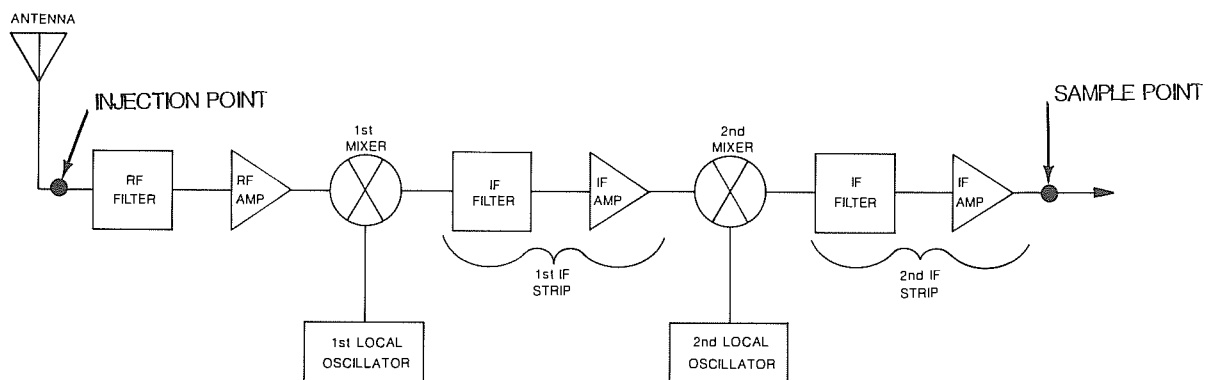 ANTENNA
INJECTION POINT
SAMPLE POINT
1st
MIXER
2nd
MIXER
RF
FILTER
RF
AMP
IF
FILTER
IF
AMP
IF
FILTER
IF
AMP
1st IF
STRIP
2nd IF
STRIP
1st LOCAL
OSCILLATOR
2nd LOCAL
OSCILLATOR